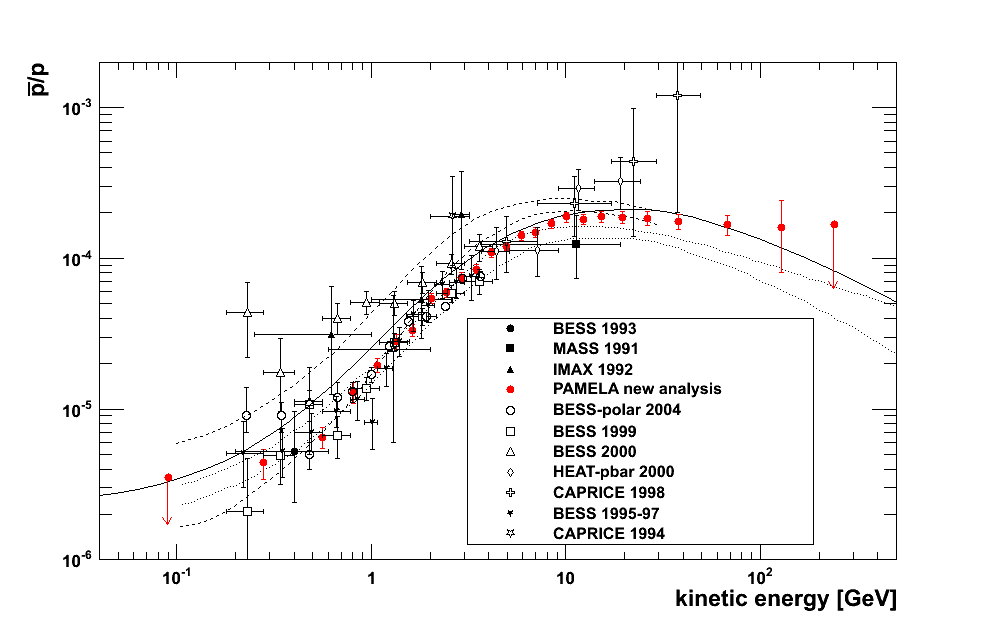 p̅/p
10⁻³
10⁻⁴
10⁻⁵
10⁻⁶
BESS 1993
MASS 1991
IMAX 1992
PAMELA new analysis
BESS-polar 2004
BESS 1999
BESS 2000
HEAT-pbar 2000
CAPRICE 1998
BESS 1995-97
CAPRICE 1994
10⁻¹ 1 10 10²
kinetic energy [GeV]